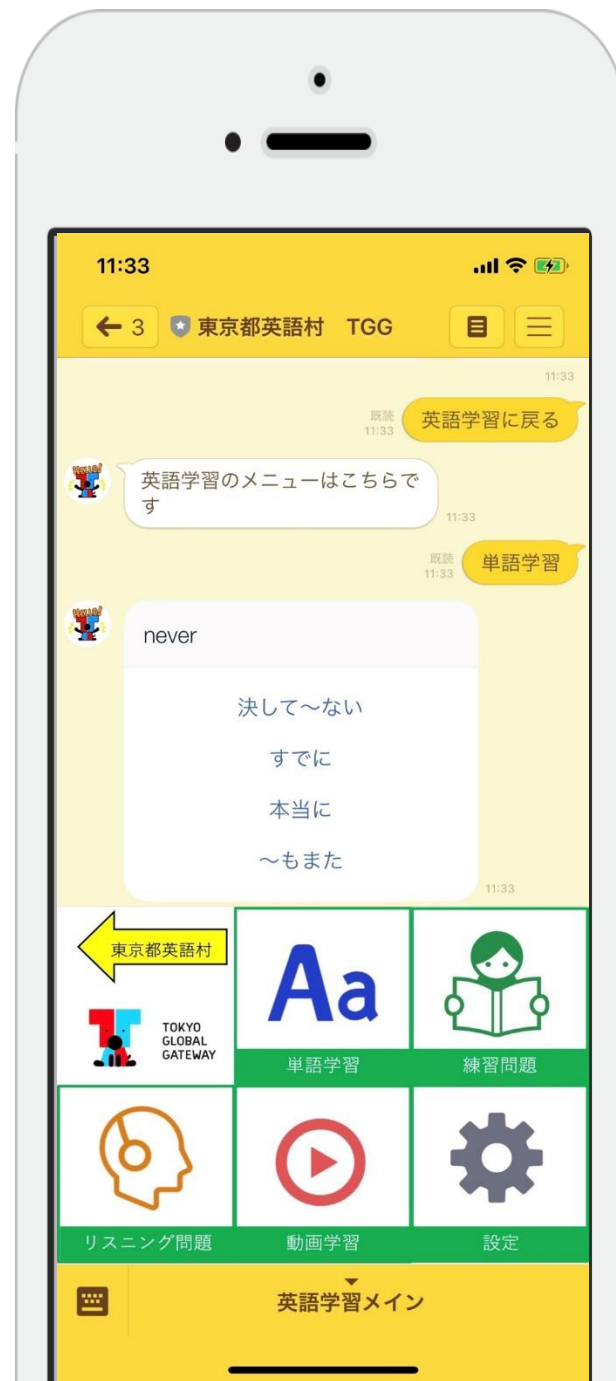 11:33
3 東京都英語村 TGG
11:33
英語学習に戻る
既読
11:33
Hello!
英語学習のメニューはこちらで
す
11:33
単語学習
既読
11:33
Hello!
never
決して〜ない
すでに
本当に
〜もまた
11:33
東京都英語村
TOKYO
GLOBAL
GATEWAY
Aa
単語学習
練習問題
リスニング問題
動画学習
設定
英語学習メイン